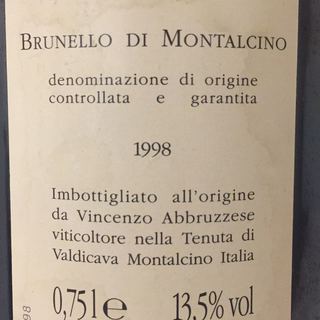 BRUNELLO DI MONTALCINO
denominazione di origine
controllata e garantita
1998
Imbottigliato all'origine
da Vincenzo Abbruzzese
viticoltore nella Tenuta di
Valdicava Montalcino Italia
0,75 l e 13,5% vol